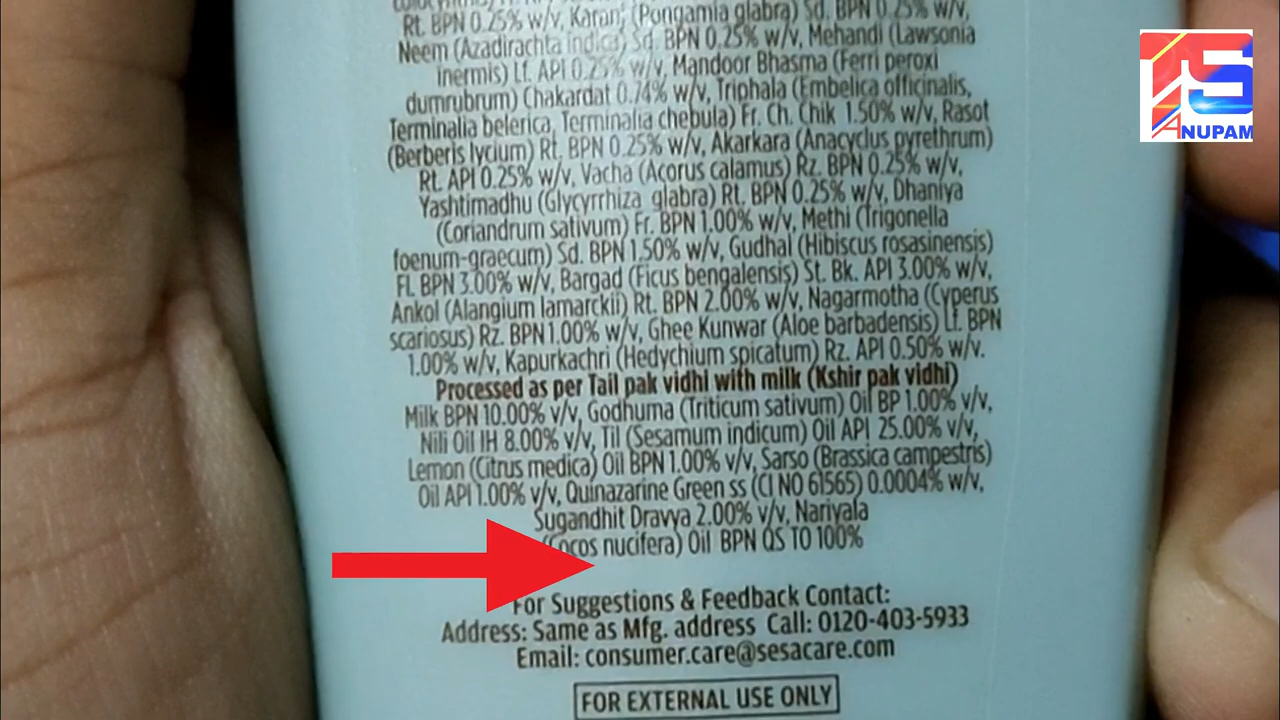 Rt. BPN 0.25% w/v, Karanj (Pongamia glabra) Sd. BPN 0.25% w/v,
Neem (Azadirachta indica) Sd. BPN 0.25% w/v, Mehandi (Lawsonia
inermis) Lf. API 0.25% w/v, Mandoor Bhasma (Ferri peroxi
dumrubrum) Chakardat 0.74% w/v, Triphala (Embelica officinalis,
Terminalia belerica, Terminalia chebula) Fr. Ch. Chik 1.50% w/v, Rasot
(Berberis lycium) Rt. BPN 0.25% w/v, Akarkara (Anacyclus pyrethrum)
Rt. API 0.25% w/v, Vacha (Acorus calamus) Rz. BPN 0.25% w/v,
Yashtimadhu (Glycyrrhiza glabra) Rt. BPN 0.25% w/v, Dhaniya
(Coriandrum sativum) Fr. BPN 1.00% w/v, Methi (Trigonella
foenum-graecum) Sd. BPN 1.50% w/v, Gudhal (Hibiscus rosasinensis)
FL BPN 3.00% w/v, Bargad (Ficus bengalensis) St. Bk. API 3.00% w/v,
Ankol (Alangium lamarckii) Rt. BPN 2.00% w/v, Nagarmotha (Cyperus
scariosus) Rz. BPN 1.00% w/v, Ghee Kunwar (Aloe barbadensis) Lf. BPN
1.00% w/v, Kapurkachri (Hedychium spicatum) Rz. API 0.50% w/v.
Processed as per Tail pak vidhi with milk (Kshir pak vidhi)
Milk BPN 10.00% v/v, Godhuma (Triticum sativum) Oil BP 1.00% v/v,
Nili Oil IH 8.00% v/v, Til (Sesamum indicum) Oil API 25.00% v/v,
Lemon (Citrus medica) Oil BPN 1.00% v/v, Sarso (Brassica campestris)
Oil API 1.00% v/v, Quinazarine Green ss (CI NO 61565) 0.0004% w/v,
Sugandhit Dravya 2.00% v/v, Nariyala
(Cocos nucifera) Oil BPN QS TO 100%
For Suggestions & Feedback Contact:
Address: Same as Mfg. address Call: 0120-403-5933
Email: consumer.care@sesacare.com
FOR EXTERNAL USE ONLY
ANUPAM